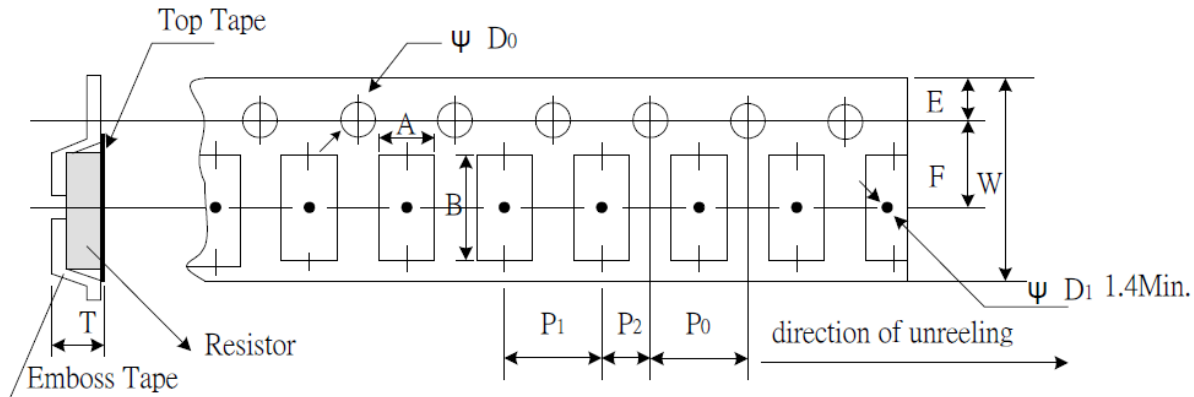 Top Tape
ψ D0
A
E
B
F
W
ψ D1 1.4Min.
T
P1
P2
P0
Resistor
direction of unreeling
Emboss Tape